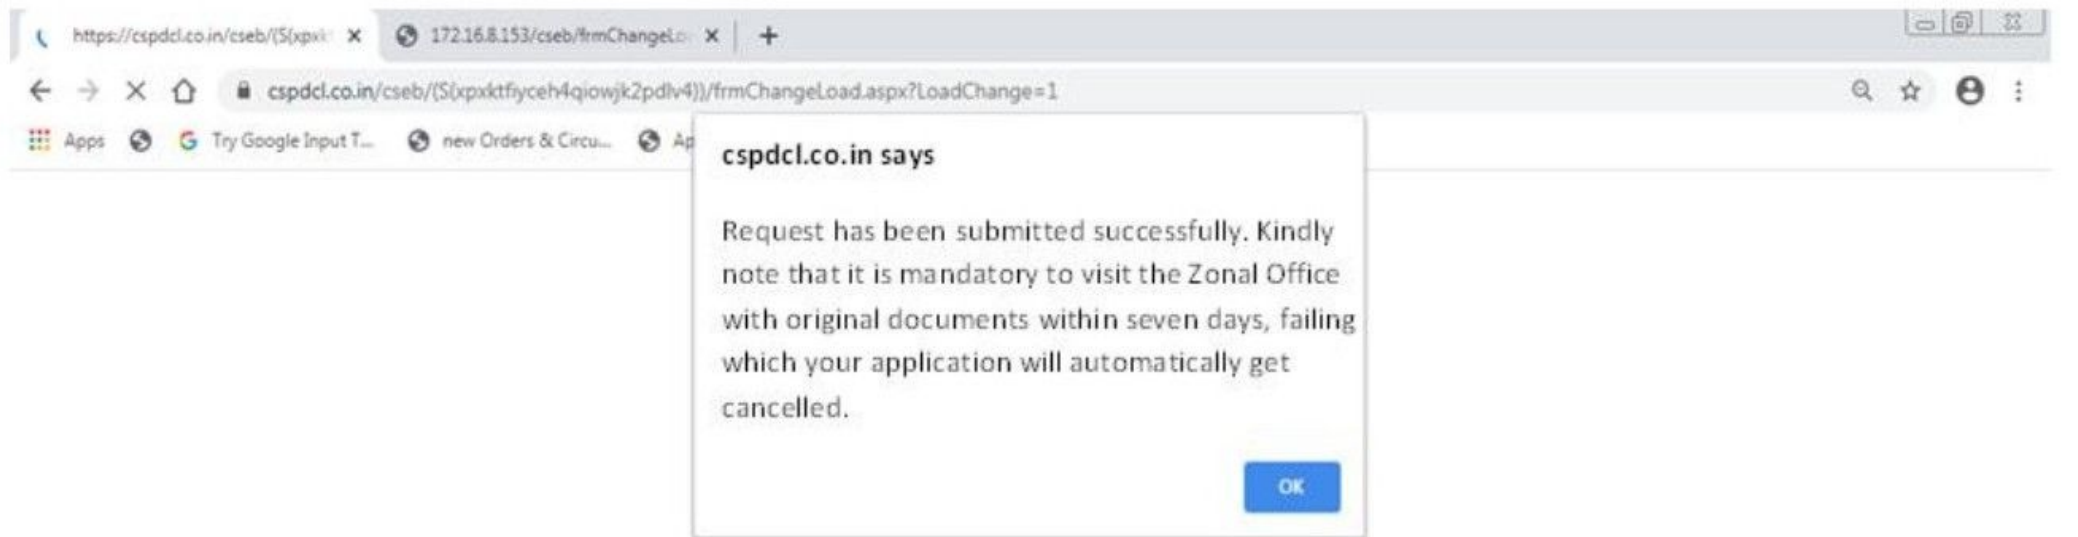 https://cspdcl.co.in/cseb/(S(xpxk
172.16.8.153/cseb/frmChangeLo
cspdcl.co.in/cseb/(S(xpxktfiyceh4qiowjk2pdlv4))/frmChangeLoad.aspx?LoadChange=1
Apps
Try Google Input T...
new Orders & Circu...
Ap
cspdcl.co.in says
Request has been submitted successfully. Kindly
note that it is mandatory to visit the Zonal Office
with original documents within seven days, failing
which your application will automatically get
cancelled.
OK